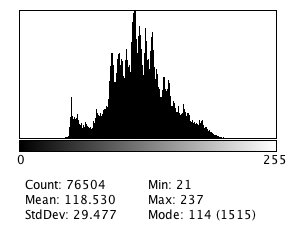 0 255
Count: 76504 Min: 21
Mean: 118.530 Max: 237
StdDev: 29.477 Mode: 114 (1515)